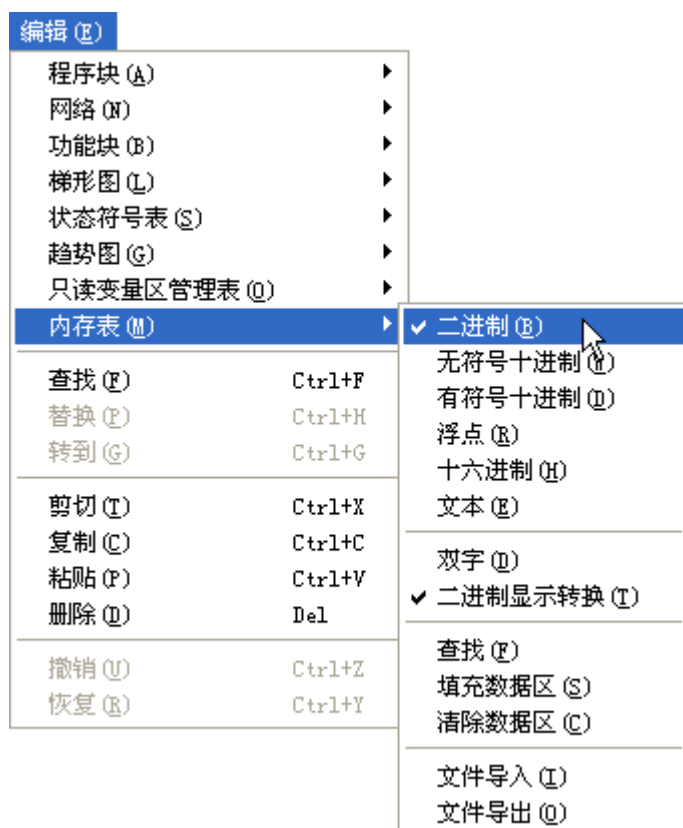 编辑(E)
程序块(A)
网络(N)
功能块(B)
梯形图(L)
状态符号表(S)
趋势图(G)
只读变量区管理表(O)
内存表(M)
查找(F) Ctrl+F
替换(P) Ctrl+H
转到(G) Ctrl+G
剪切(T) Ctrl+X
复制(C) Ctrl+C
粘贴(P) Ctrl+V
删除(D) Del
撤销(U) Ctrl+Z
恢复(R) Ctrl+Y
二进制(B)
无符号十进制(W)
有符号十进制(D)
浮点(R)
十六进制(H)
文本(E)
双字(D)
二进制显示转换(T)
查找(F)
填充数据区(S)
清除数据区(C)
文件导入(I)
文件导出(O)